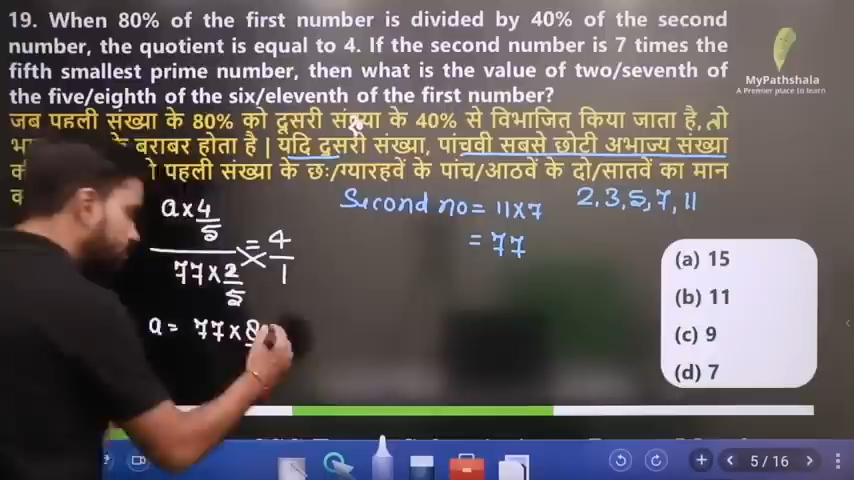 19. When 80% of the first number is divided by 40% of the second
number, the quotient is equal to 4. If the second number is 7 times the
fifth smallest prime number, then what is the value of two/seventh of
the five/eighth of the six/eleventh of the first number?
MyPathshala
A Premier place to learn
जब पहली संख्या के 80% को दूसरी संख्या के 40% से विभाजित किया जाता है, तो
बराबर होता है | यदि दूसरी संख्या, पांचवी सबसे छोटी अभाज्य संख्या
पहली संख्या के छः/ग्यारहवें के पांच/आठवें के दो/सातवें का मान
a × 4/5
77 × 2/5
= 4/1
a = 77 × 8
Second no = 11 × 7
= 77
2, 3, 5, 7, 11
(a) 15
(b) 11
(c) 9
(d) 7
5 / 16